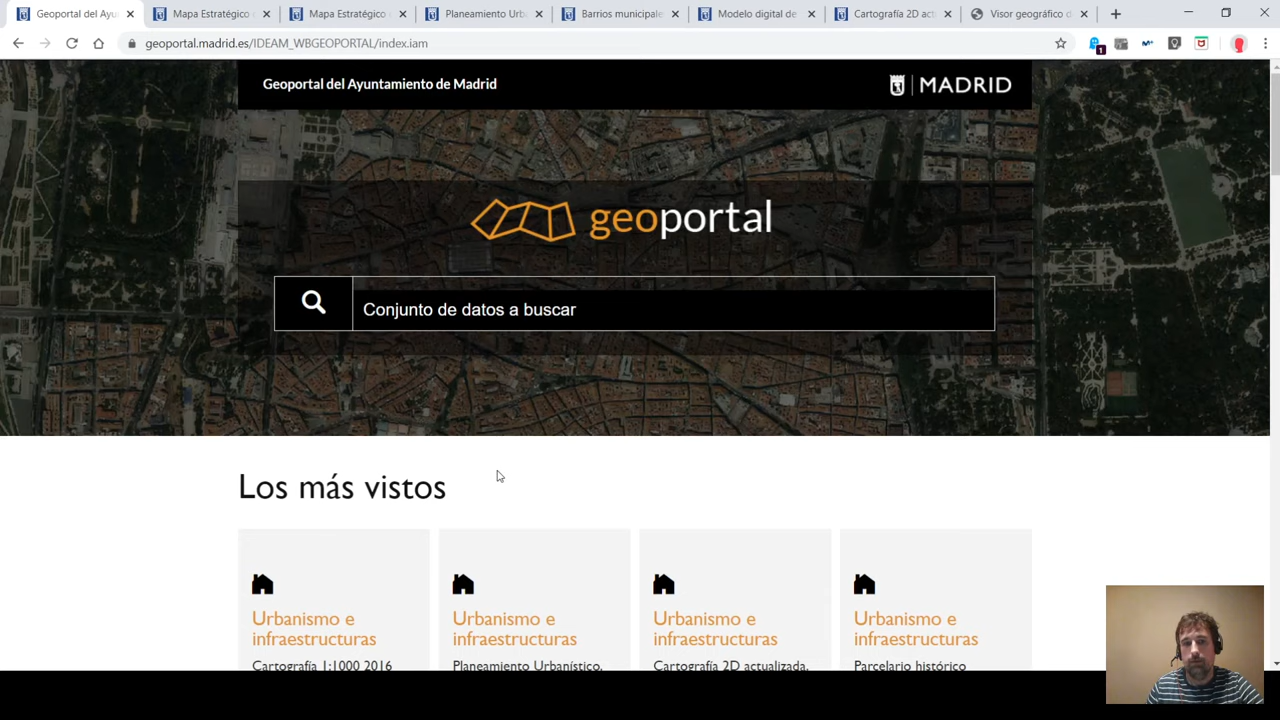 Geoportal del Ayu
Mapa Estratégico
Mapa Estratégico
Planeamiento Urb
Barrios municipale
Modelo digital de
Cartografía 2D act
Visor geográfico d
geoportal.madrid.es/IDEAM_WBGEOPORTAL/index.iam
1
Geoportal del Ayuntamiento de Madrid
MADRID
geoportal
Conjunto de datos a buscar
Los más vistos
Urbanismo e
infraestructuras
Cartografía 1:1000 2016
Urbanismo e
infraestructuras
Planeamiento Urbanístico.
Urbanismo e
infraestructuras
Cartografía 2D actualizada.
Urbanismo e
infraestructuras
Parcelario histórico